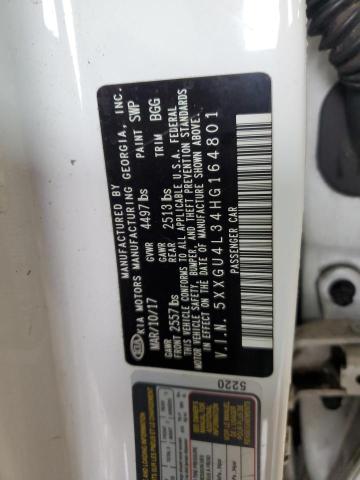 MANUFACTURED BY
KIA KIA MOTORS MANUFACTURING GEORGIA, INC.
MAR/10/17 GVWR 4497 lbs PAINT SWP
GAWR FRONT 2557 lbs GAWR REAR 2513 lbs TRIM BGG
THIS VEHICLE CONFORMS TO ALL APPLICABLE U.S.A. FEDERAL
MOTOR VEHICLE SAFETY, BUMPER, AND THEFT PREVENTION STANDARDS
IN EFFECT ON THE DATE OF MANUFACTURE SHOWN ABOVE.
V.I.N. 5XXGU4L34HG164801
PASSENGER CAR
5220